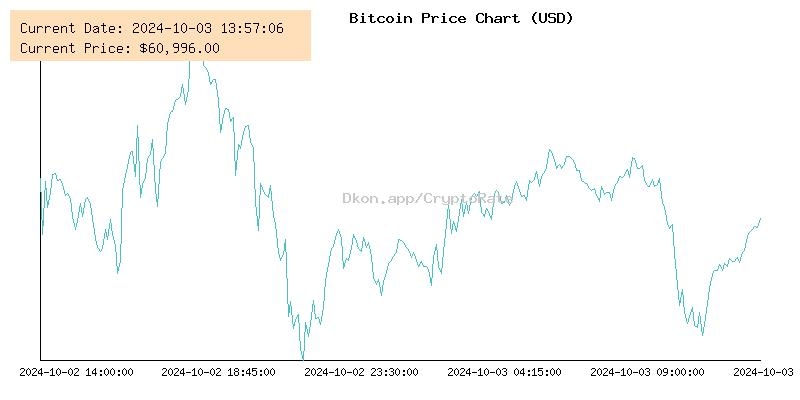 Bitcoin Price Chart (USD)
Current Date: 2024-10-03 13:57:06
Current Price: $60,996.00
Dkon.app/CryptoRate
2024-10-02 14:00:00 2024-10-02 18:45:00 2024-10-02 23:30:00 2024-10-03 04:15:00 2024-10-03 09:00:00 2024-10-03